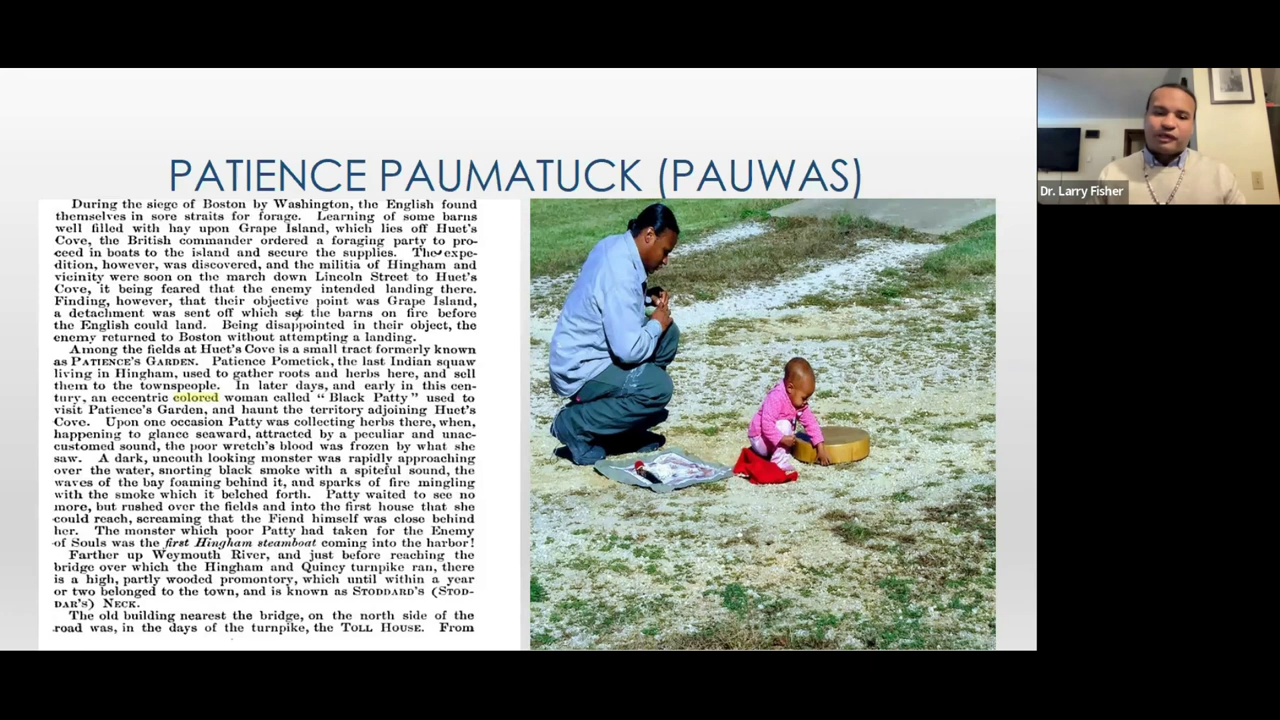 PATIENCE PAUMATUCK (PAUWAS)
During the siege of Boston by Washington, the English found
themselves in sore straits for forage. Learning of some barns
well filled with hay upon Grape Island, which lies off Huet's
Cove, the British commander ordered a foraging party to pro-
ceed in boats to the island and secure the supplies. The expe-
dition, however, was discovered, and the militia of Hingham and
vicinity were soon on the march down Lincoln Street to Huet's
Cove, it being feared that the enemy intended landing there.
Finding, however, that their objective point was Grape Island,
a detachment was sent off which set the barns on fire before
the English could land. Being disappointed in their object, the
enemy returned to Boston without attempting a landing.
Among the fields at Huet's Cove is a small tract formerly known
as PATIENCE'S GARDEN. Patience Pometick, the last Indian squaw
living in Hingham, used to gather roots and herbs here, and sell
them to the townspeople. In later days, and early in this cen-
tury, an eccentric colored woman called "Black Patty" used to
visit Patience's Garden, and haunt the territory adjoining Huet's
Cove. Upon one occasion Patty was collecting herbs there, when,
happening to glance seaward, attracted by a peculiar and unac-
customed sound, the poor wretch's blood was frozen by what she
saw. A dark, uncouth looking monster was rapidly approaching
over the water, snorting black smoke with a spiteful sound, the
waves of the bay foaming behind it, and sparks of fire mingling
with the smoke which it belched forth. Patty waited to see no
more, but rushed over the fields and into the first house that she
could reach, screaming that the Fiend himself was close behind
her. The monster which poor Patty had taken for the Enemy
of Souls was the first Hingham steamboat coming into the harbor!
Farther up Weymouth River, and just before reaching the
bridge over which the Hingham and Quincy turnpike ran, there
is a high, partly wooded promontory, which until within a year
or two belonged to the town, and is known as STODDARD'S (STOD-
DAR'S) NECK.
The old building nearest the bridge, on the north side of the
road was, in the days of the turnpike, the TOLL HOUSE. From
Dr. Larry Fisher